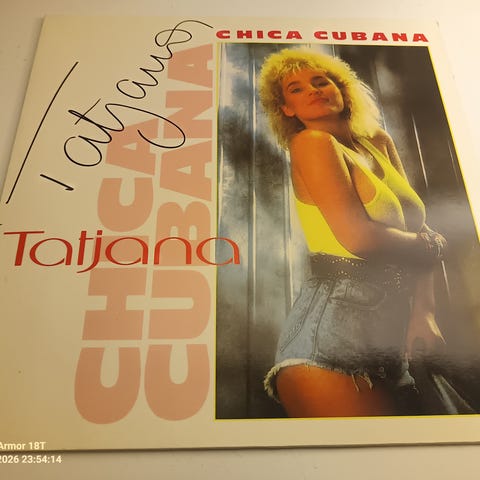 CHICA CUBANA
Tatjana
Tatjana
CHICA
CUBANA
Armor 18T
2026 23:54:14